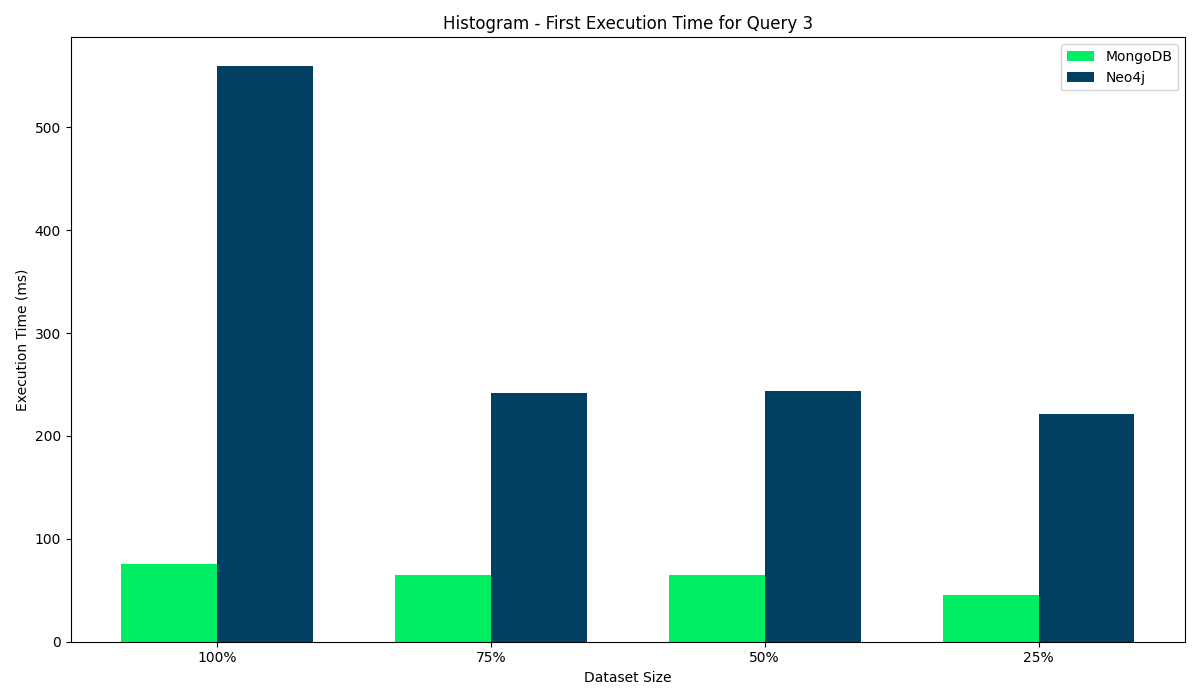 Histogram - First Execution Time for Query 3
MongoDB
Neo4j
Execution Time (ms)
500
400
300
200
100
0
100%
75%
50%
25%
Dataset Size